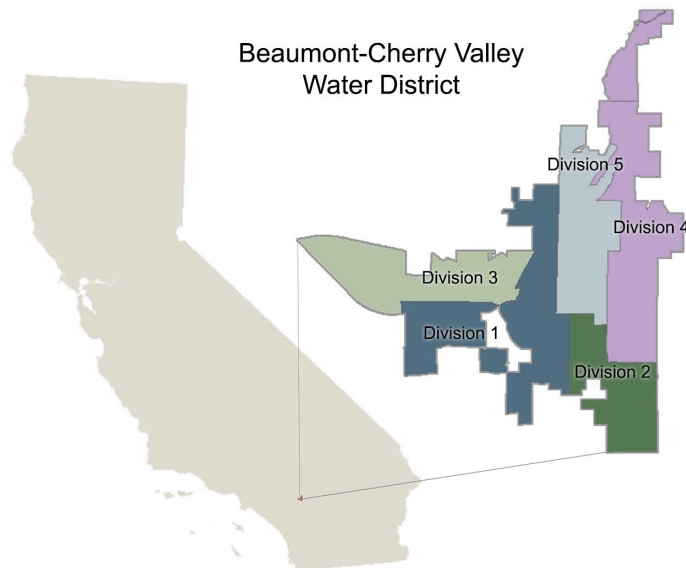 Beaumont-Cherry Valley
Water District
Division 5
Division 4
Division 3
Division 1
Division 2